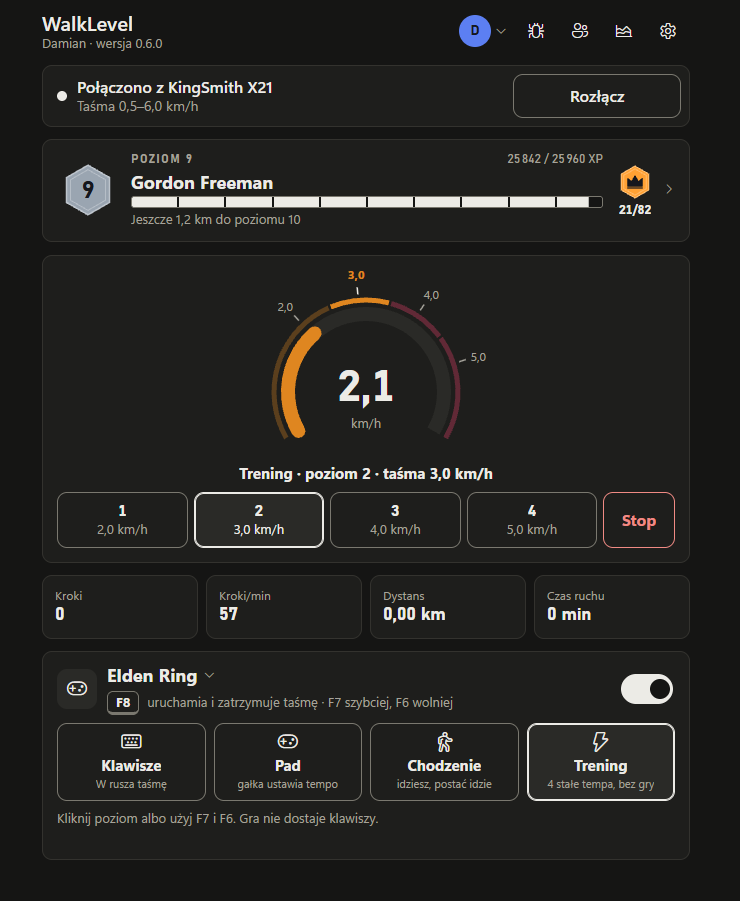 WalkLevel
Damian · wersja 0.6.0
D
Połączono z KingSmith X21
Taśma 0,5–6,0 km/h
Rozłącz
POZIOM 9
25 842 / 25 960 XP
9
Gordon Freeman
Jeszcze 1,2 km do poziomu 10
21/82
3,0
2,0
4,0
5,0
2,1
km/h
Trening · poziom 2 · taśma 3,0 km/h
1
2,0 km/h
2
3,0 km/h
3
4,0 km/h
4
5,0 km/h
Stop
Kroki
0
Kroki/min
57
Dystans
0,00 km
Czas ruchu
0 min
Elden Ring
F8 uruchamia i zatrzymuje taśmę · F7 szybciej, F6 wolniej
Klawisze
W rusza taśmę
Pad
gałka ustawia tempo
Chodzenie
idziesz, postać idzie
Trening
4 stałe tempa, bez gry
Kliknij poziom albo użyj F7 i F6. Gra nie dostaje klawiszy.